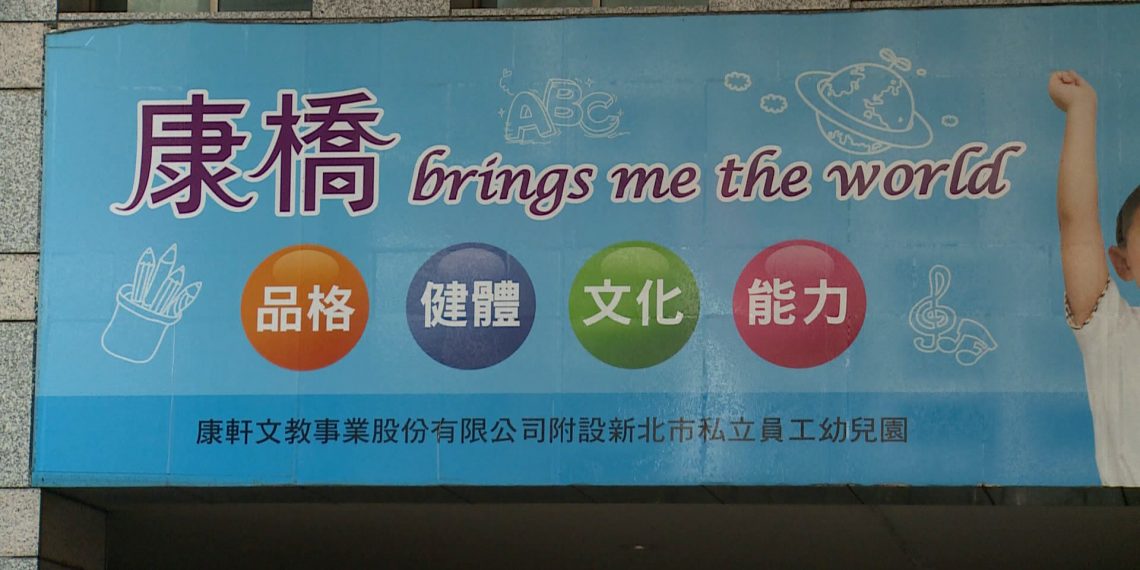 ABC
康橋 brings me the world
品格 健體 文化 能力
康軒文教事業股份有限公司附設新北市私立員工幼兒園